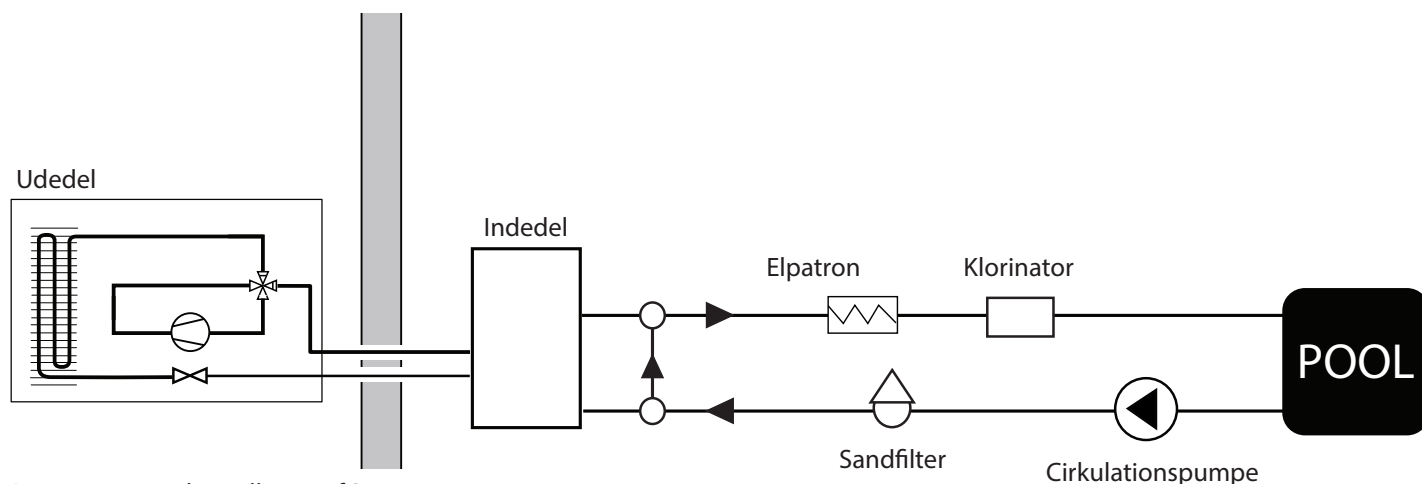 Udedel
Indedel
Elpatron
Klorinator
POOL
Sandfilter
Cirkulationspumpe